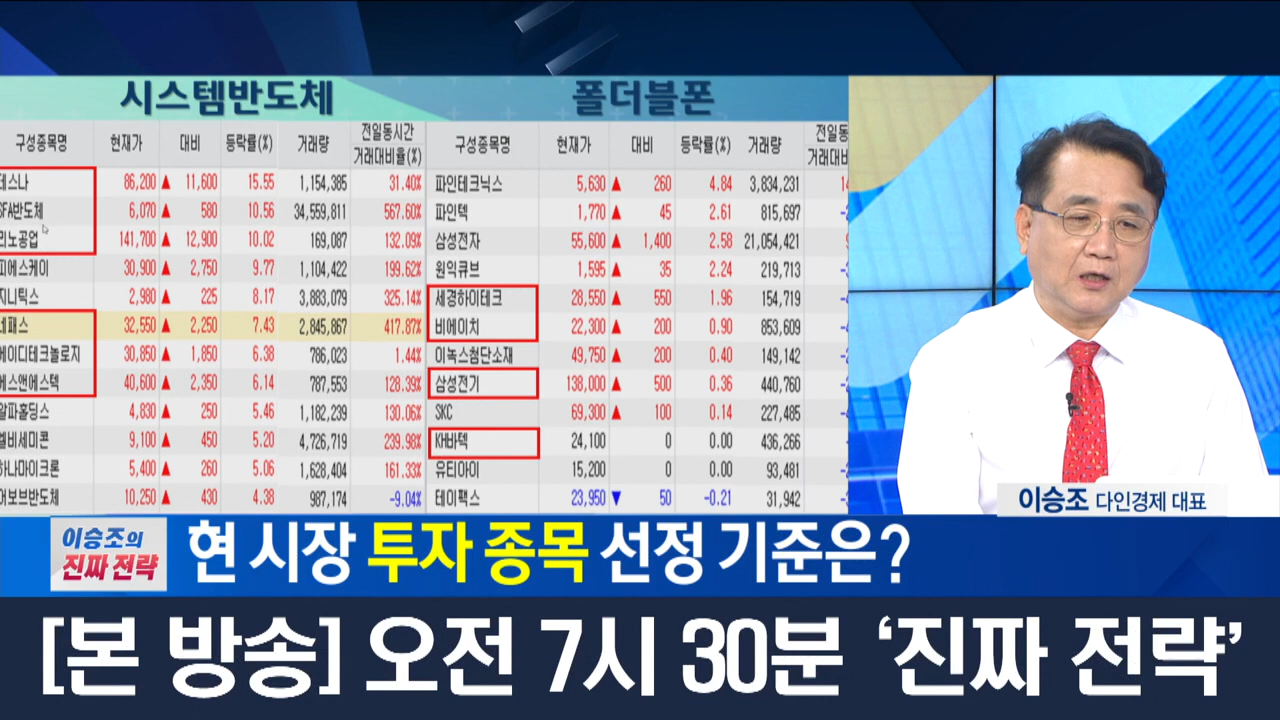 시스템반도체
구성종목명 현재가 대비 등락률(%) 거래량 전일동시간 거래대비율(%)
테스나 86,200 ▲ 11,600 15.55 1,154,385 31.40%
SFA반도체 6,070 ▲ 580 10.56 34,559,811 567.60%
리노공업 141,700 ▲ 12,900 10.02 169,087 132.09%
피에스케이 30,900 ▲ 2,750 9.77 1,104,422 199.62%
지니틱스 2,980 ▲ 225 8.17 3,883,079 325.14%
네패스 32,550 ▲ 2,250 7.43 2,845,867 417.87%
에이디테크놀로지 30,850 ▲ 1,850 6.38 786,023 1.44%
에스앤에스텍 40,600 ▲ 2,350 6.14 787,553 128.39%
알파홀딩스 4,830 ▲ 250 5.46 1,182,239 130.06%
엘비세미콘 9,100 ▲ 450 5.20 4,726,719 239.98%
하나마이크론 5,400 ▲ 260 5.06 1,628,404 161.33%
어보브반도체 10,250 ▲ 430 4.38 987,174 -9.04%
폴더블폰
구성종목명 현재가 대비 등락률(%) 거래량 전일동 거래대비
파인테크닉스 5,630 ▲ 260 4.84 3,834,231
파인텍 1,770 ▲ 45 2.61 815,697
삼성전자 55,600 ▲ 1,400 2.58 21,054,421
원익큐브 1,595 ▲ 35 2.24 219,713
세경하이테크 28,550 ▲ 550 1.96 154,719
비에이치 22,300 ▲ 200 0.90 853,609
이녹스첨단소재 49,750 ▲ 200 0.40 149,142
삼성전기 138,000 ▲ 500 0.36 440,760
SKC 69,300 ▲ 100 0.14 227,485
KH바텍 24,100 0 0.00 436,266
유티아이 15,200 0 0.00 93,481
테이팩스 23,950 ▼ 50 -0.21 31,942
이승조 다인경제 대표
이승조의
진짜 전략
현 시장 투자 종목 선정 기준은?
[본 방송] 오전 7시 30분 ‘진짜 전략’